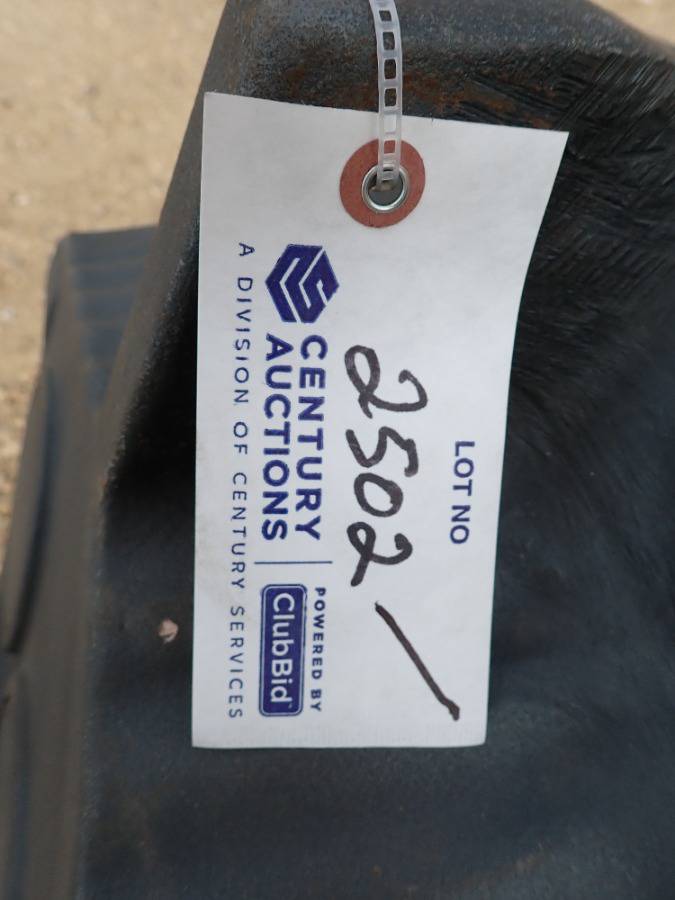 LOT NO
2502 /
CENTURY
AUCTIONS
POWERED BY
ClubBid
A DIVISION OF CENTURY SERVICES